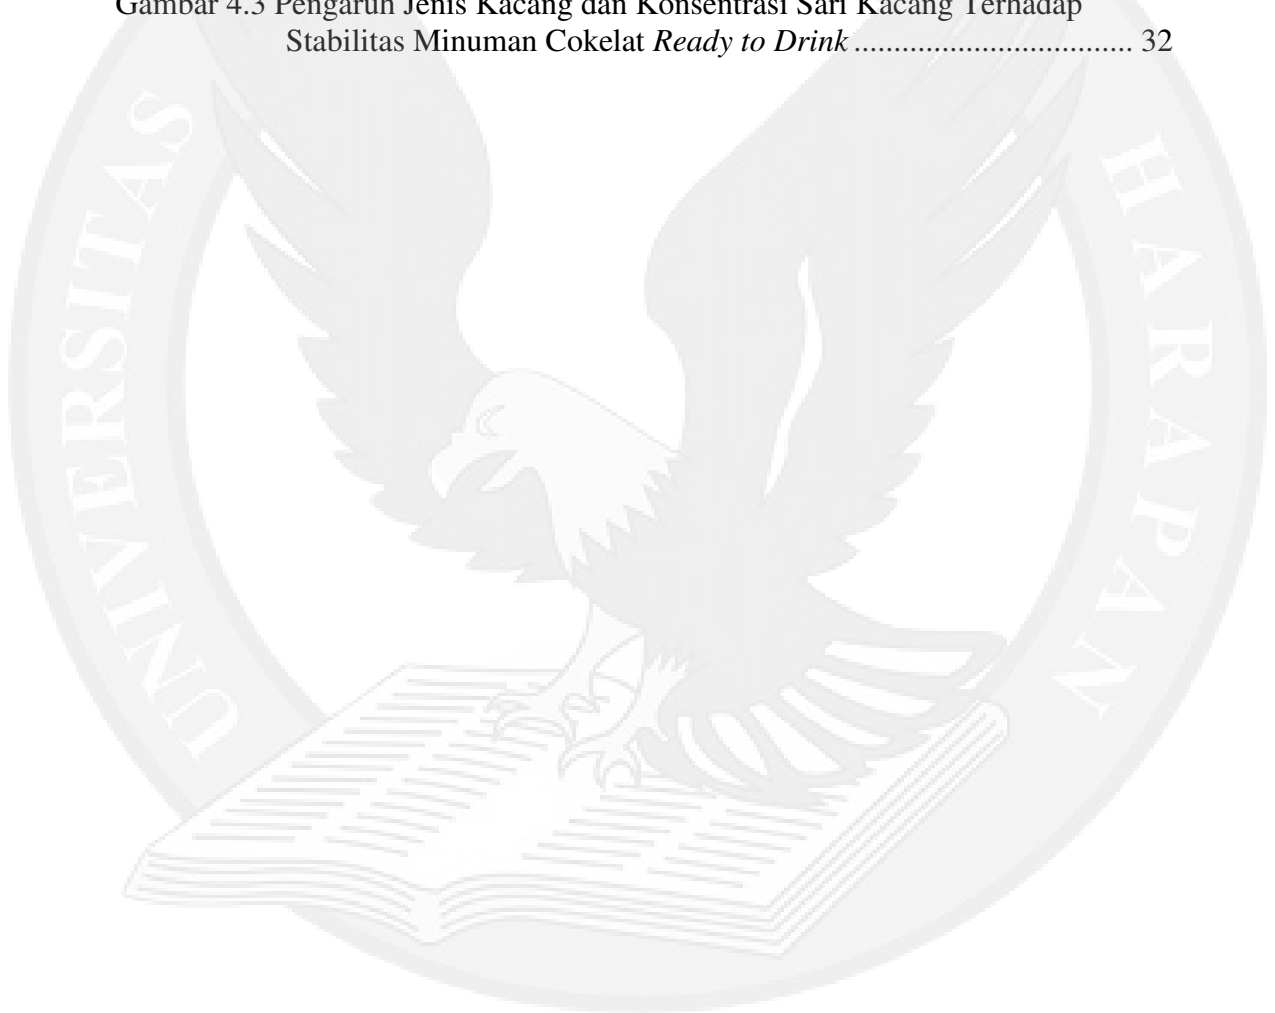 Gambar 4.3 Pengaruh Jenis Kacang dan Konsentrasi Sari Kacang Terhadap
Stabilitas Minuman Cokelat Ready to Drink .................................. 32
UNIVERSITAS
HARAPAN